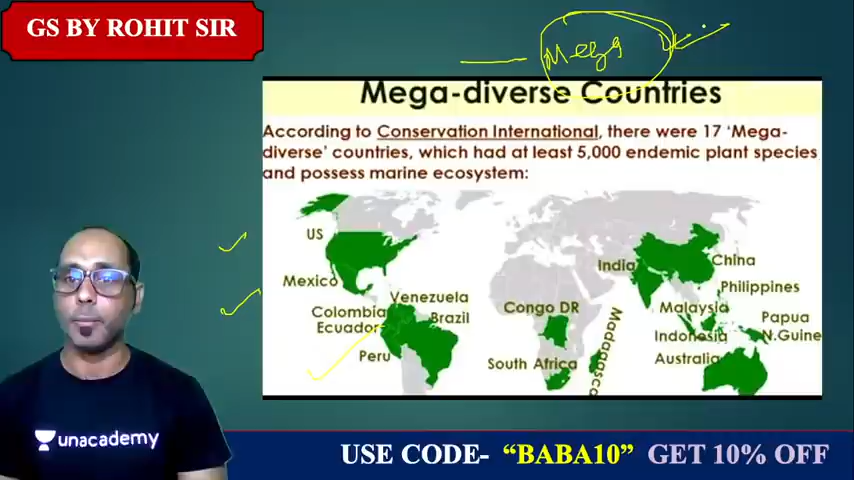 GS BY ROHIT SIR
Mega
Mega-diverse Countries
According to Conservation International, there were 17 ‘Mega-
diverse’ countries, which had at least 5,000 endemic plant species
and possess marine ecosystem:
US
Mexico
Colombia
Ecuador
Venezuela
Brazil
Peru
Congo DR
South Africa
Madagasco
India
China
Philippines
Malaysia
Indonesia
Papua
N.Guine
Australia
unacademy
USE CODE- “BABA10” GET 10% OFF